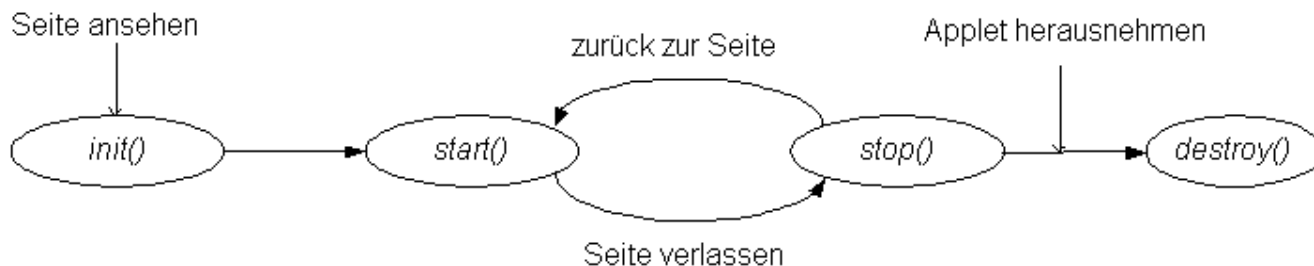 Seite ansehen
zurück zur Seite
Applet herausnehmen
init()
start()
stop()
destroy()
Seite verlassen